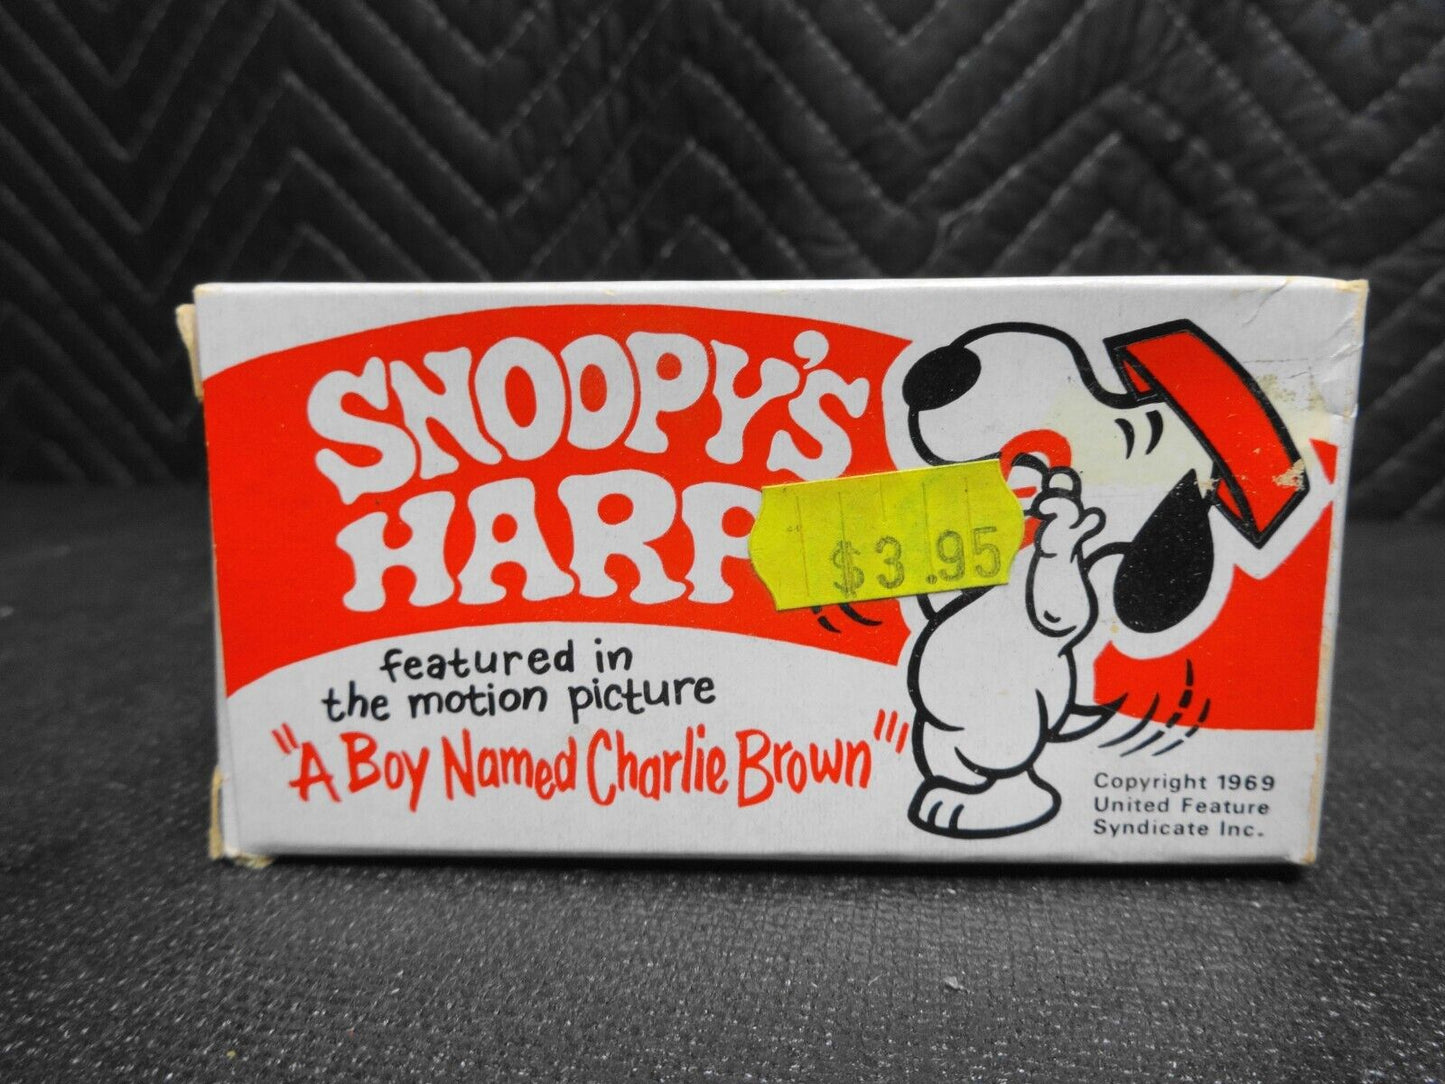 SNOOPY'S
HARP
$3.95
featured in
the motion picture
"A Boy Named Charlie Brown"
Copyright 1969
United Feature
Syndicate Inc.